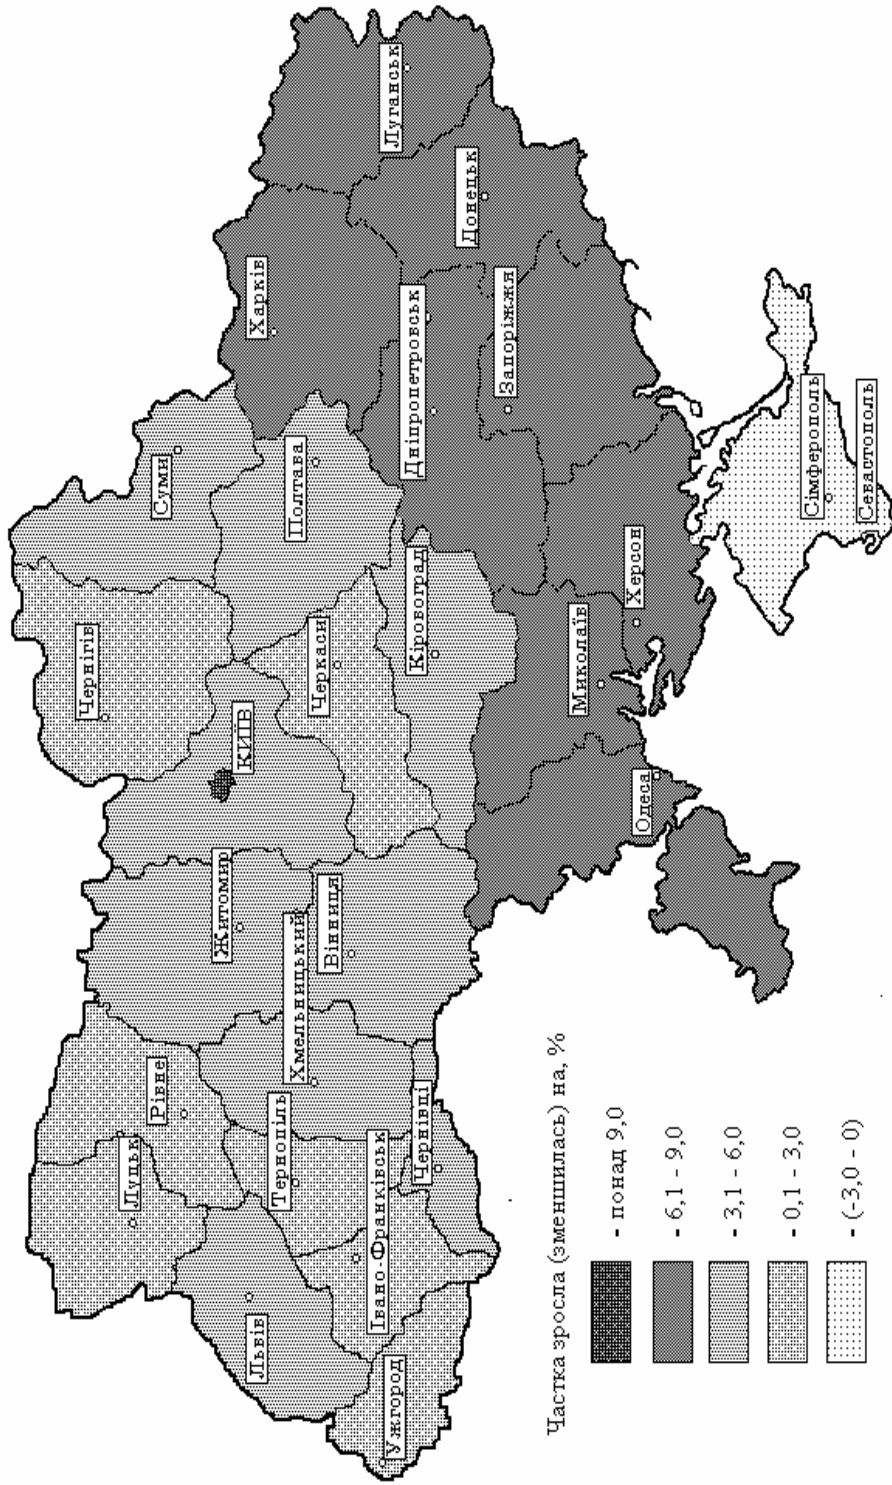 Чернігів
Суми
Луцьк
Рівне
Житомир
КИЇВ
Харків
Львів
Тернопіль
Хмельницький
Вінниця
Черкаси
Полтава
Луганськ
Ужгород
Івано-Франківськ
Чернівці
Кіровоград
Дніпропетровськ
Донецьк
Запоріжжя
Миколаїв
Херсон
Одеса
Сімферополь
Севастополь
Частка зросла (зменшилась) на, %
- понад 9,0
- 6,1 - 9,0
- 3,1 - 6,0
- 0,1 - 3,0
- (-3,0 - 0)